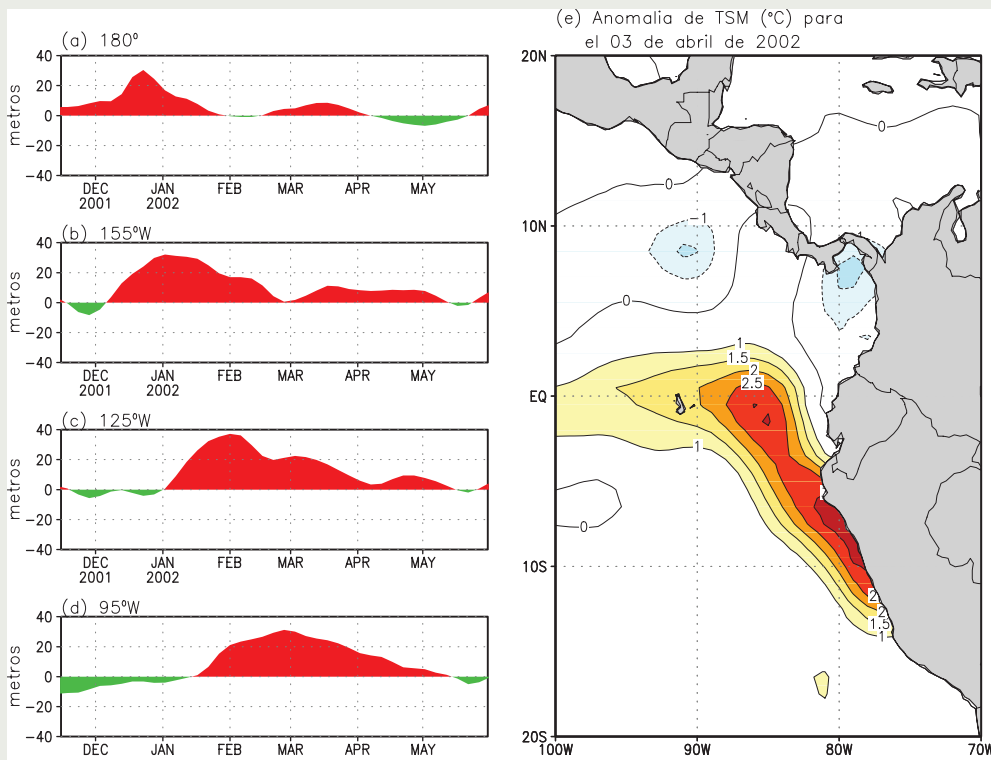 (a) 180°
40
20
0
−20
−40
metros
DEC JAN FEB MAR APR MAY
2001 2002
(b) 155°W
40
20
0
−20
−40
metros
DEC JAN FEB MAR APR MAY
2001 2002
(c) 125°W
40
20
0
−20
−40
metros
DEC JAN FEB MAR APR MAY
2001 2002
(d) 95°W
40
20
0
−20
−40
metros
DEC JAN FEB MAR APR MAY
(e) Anomalia de TSM (°C) para
el 03 de abril de 2002
20N
10N
EQ
10S
20S
100W 90W 80W 70W
0
0
−1
0
1
1.5
2
2.5
1
0
2
2
1.5
1